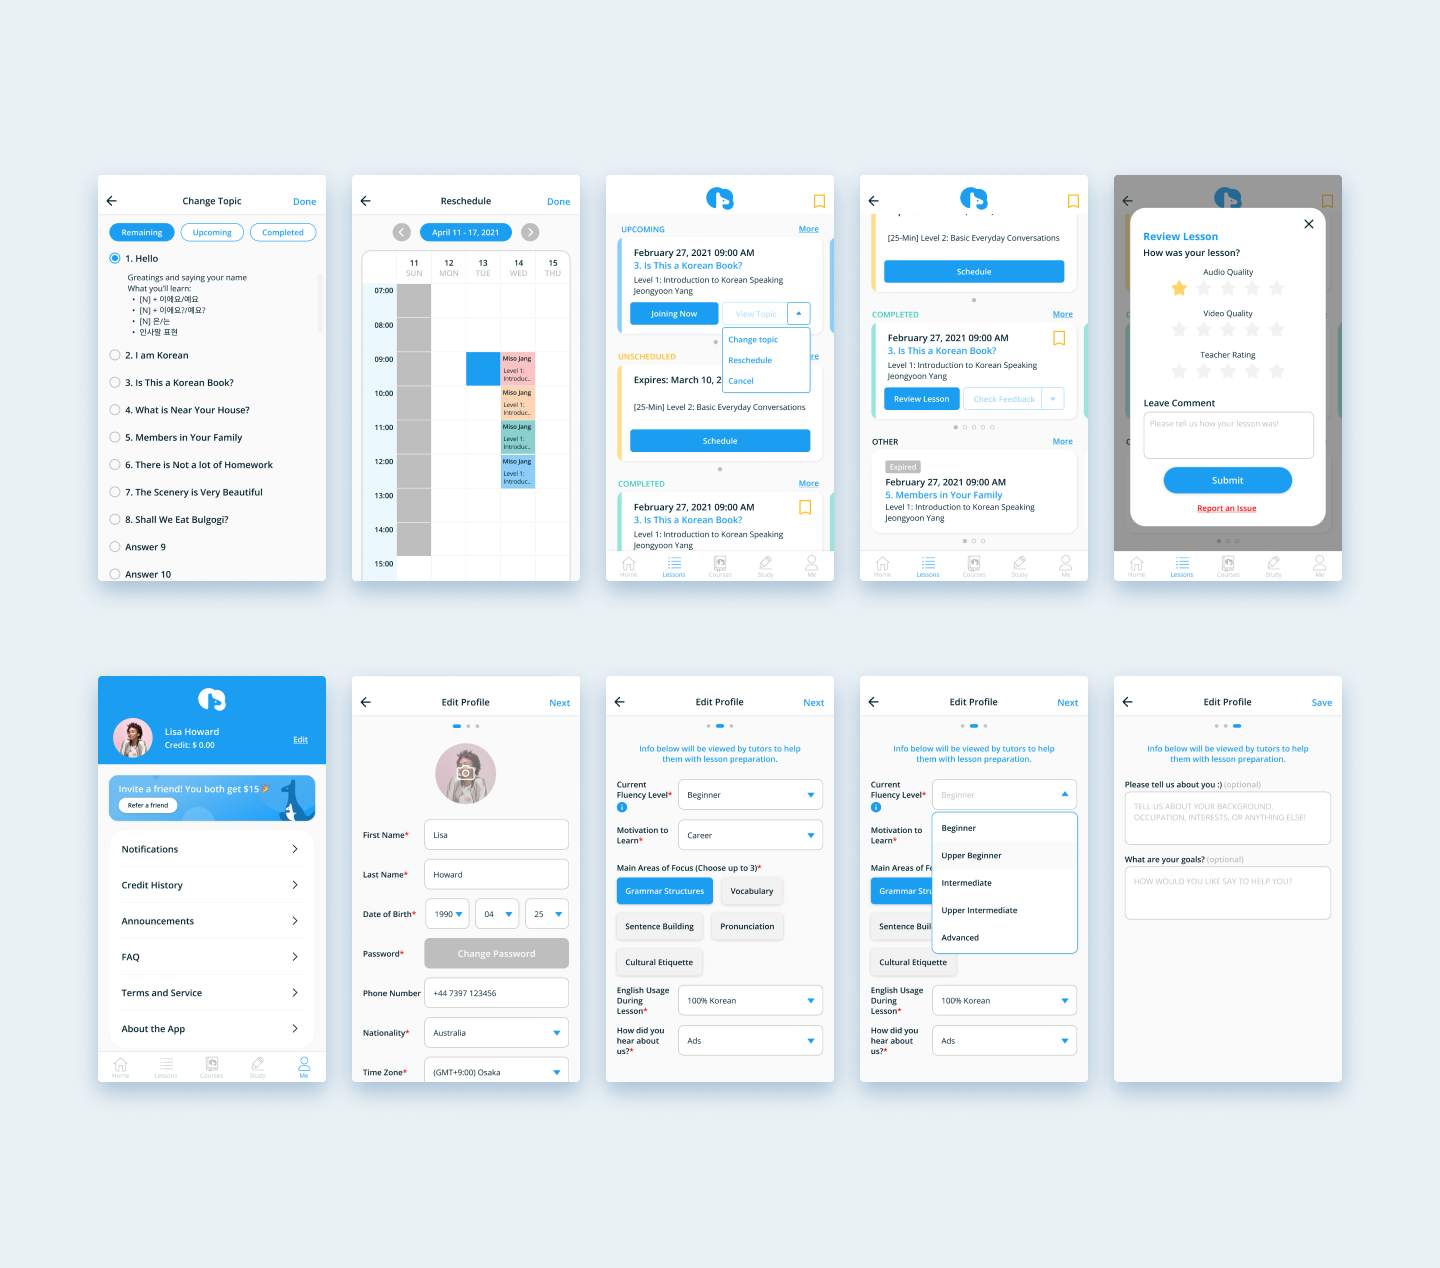 Change Topic
Done
Remaining
Upcoming
Completed
1. Hello
Greatings and saying your name
What you'll learn:
• [N] + 이에요/예요
• [N] + 이에요?/예요?
• [N] 은/는
• 인사말 표현
2. I am Korean
3. Is This a Korean Book?
4. What is Near Your House?
5. Members in Your Family
6. There is Not a lot of Homework
7. The Scenery is Very Beautiful
8. Shall We Eat Bulgogi?
Answer 9
Answer 10
Reschedule
Done
April 11 - 17, 2021
11 12 13 14 15
SUN MON TUE WED THU
07:00
08:00
09:00
Miso Jang
Level 1:
Introduc..
10:00
Miso Jang
Level 1:
Introduc..
11:00
Miso Jang
Level 1:
Introduc..
12:00
Miso Jang
Level 1:
Introduc..
13:00
14:00
15:00
UPCOMING
More
February 27, 2021 09:00 AM
3. Is This a Korean Book?
Level 1: Introduction to Korean Speaking
Jeongyoon Yang
Joining Now
View Topic
Change topic
Reschedule
Cancel
UNSCHEDULED
re
Expires: March 10, 2
[25-Min] Level 2: Basic Everyday Conversations
Schedule
COMPLETED
More
February 27, 2021 09:00 AM
3. Is This a Korean Book?
Level 1: Introduction to Korean Speaking
Jeongyoon Yang
Home
Lessons
Courses
Study
Me
[25-Min] Level 2: Basic Everyday Conversations
Schedule
COMPLETED
More
February 27, 2021 09:00 AM
3. Is This a Korean Book?
Level 1: Introduction to Korean Speaking
Jeongyoon Yang
Review Lesson
Check Feedback
OTHER
More
Expired
February 27, 2021 09:00 AM
5. Members in Your Family
Level 1: Introduction to Korean Speaking
Jeongyoon Yang
Home
Lessons
Courses
Study
Me
Review Lesson
How was your lesson?
Audio Quality
Video Quality
Teacher Rating
Leave Comment
Please tell us how your lesson was!
Submit
Report an Issue
Home
Lessons
Courses
Study
Me
Lisa Howard
Credit: $ 0.00
Edit
Invite a friend! You both get $15
Refer a friend
Notifications
Credit History
Announcements
FAQ
Terms and Service
About the App
Home
Lessons
Courses
Study
Me
Edit Profile
Next
First Name*
Lisa
Last Name*
Howard
Date of Birth*
1990
04
25
Password*
Change Password
Phone Number
+44 7397 123456
Nationality*
Australia
Time Zone*
(GMT+9:00) Osaka
Edit Profile
Next
Info below will be viewed by tutors to help
them with lesson preparation.
Current
Fluency Level*
Beginner
Motivation to
Learn*
Career
Main Areas of Focus (Choose up to 3)*
Grammar Structures
Vocabulary
Sentence Building
Pronunciation
Cultural Etiquette
English Usage
During
Lesson*
100% Korean
How did you
hear about
us?*
Ads
Edit Profile
Next
Info below will be viewed by tutors to help
them with lesson preparation.
Current
Fluency Level*
Beginner
Beginner
Upper Beginner
Intermediate
Upper Intermediate
Advanced
Motivation to
Learn*
Main Areas of F
Grammar Stru
Sentence Buil
Cultural Etiquette
English Usage
During
Lesson*
100% Korean
How did you
hear about
us?*
Ads
Edit Profile
Save
Info below will be viewed by tutors to help
them with lesson preparation.
Please tell us about you :) (optional)
TELL US ABOUT YOUR BACKGROUND,
OCCUPATION, INTERESTS, OR ANYTHING ELSE!
What are your goals? (optional)
HOW WOULD YOU LIKE SAY TO HELP YOU?